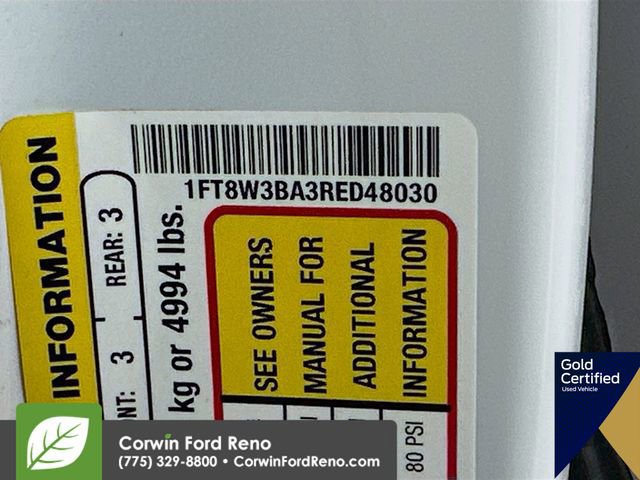 1FT8W3BA3RED48030
INFORMATION
FRONT: 3 REAR: 3
kg or 4994 lbs.
SEE OWNERS
MANUAL FOR
ADDITIONAL
INFORMATION
80 PSI
Gold
Certified
Used Vehicle
Corwin Ford Reno
(775) 329-8800 • CorwinFordReno.com